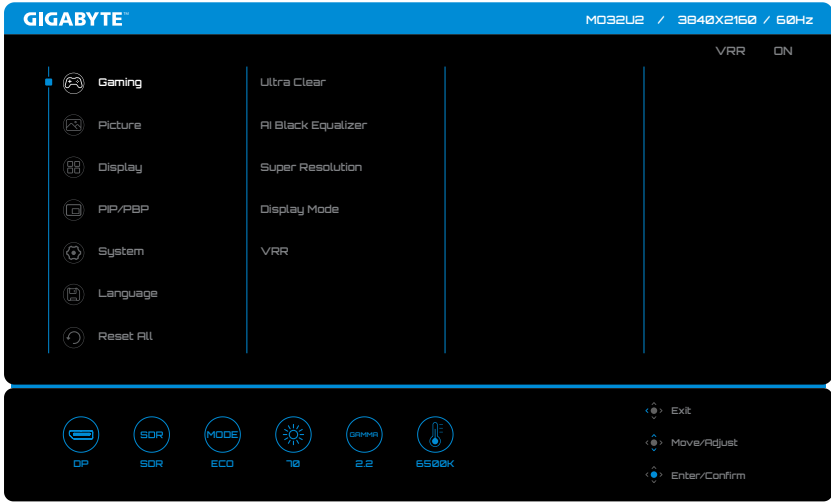 GIGABYTE™ MO32U2 / 3840X2160 / 60Hz
VRR ON
Gaming Ultra Clear
Picture AI Black Equalizer
Display Super Resolution
PIP/PBP Display Mode
System VRR
Language
Reset All
Exit
SDR MODE GAMMA
Move/Adjust
DP SDR ECO 70 2.2 6500K
Enter/Confirm